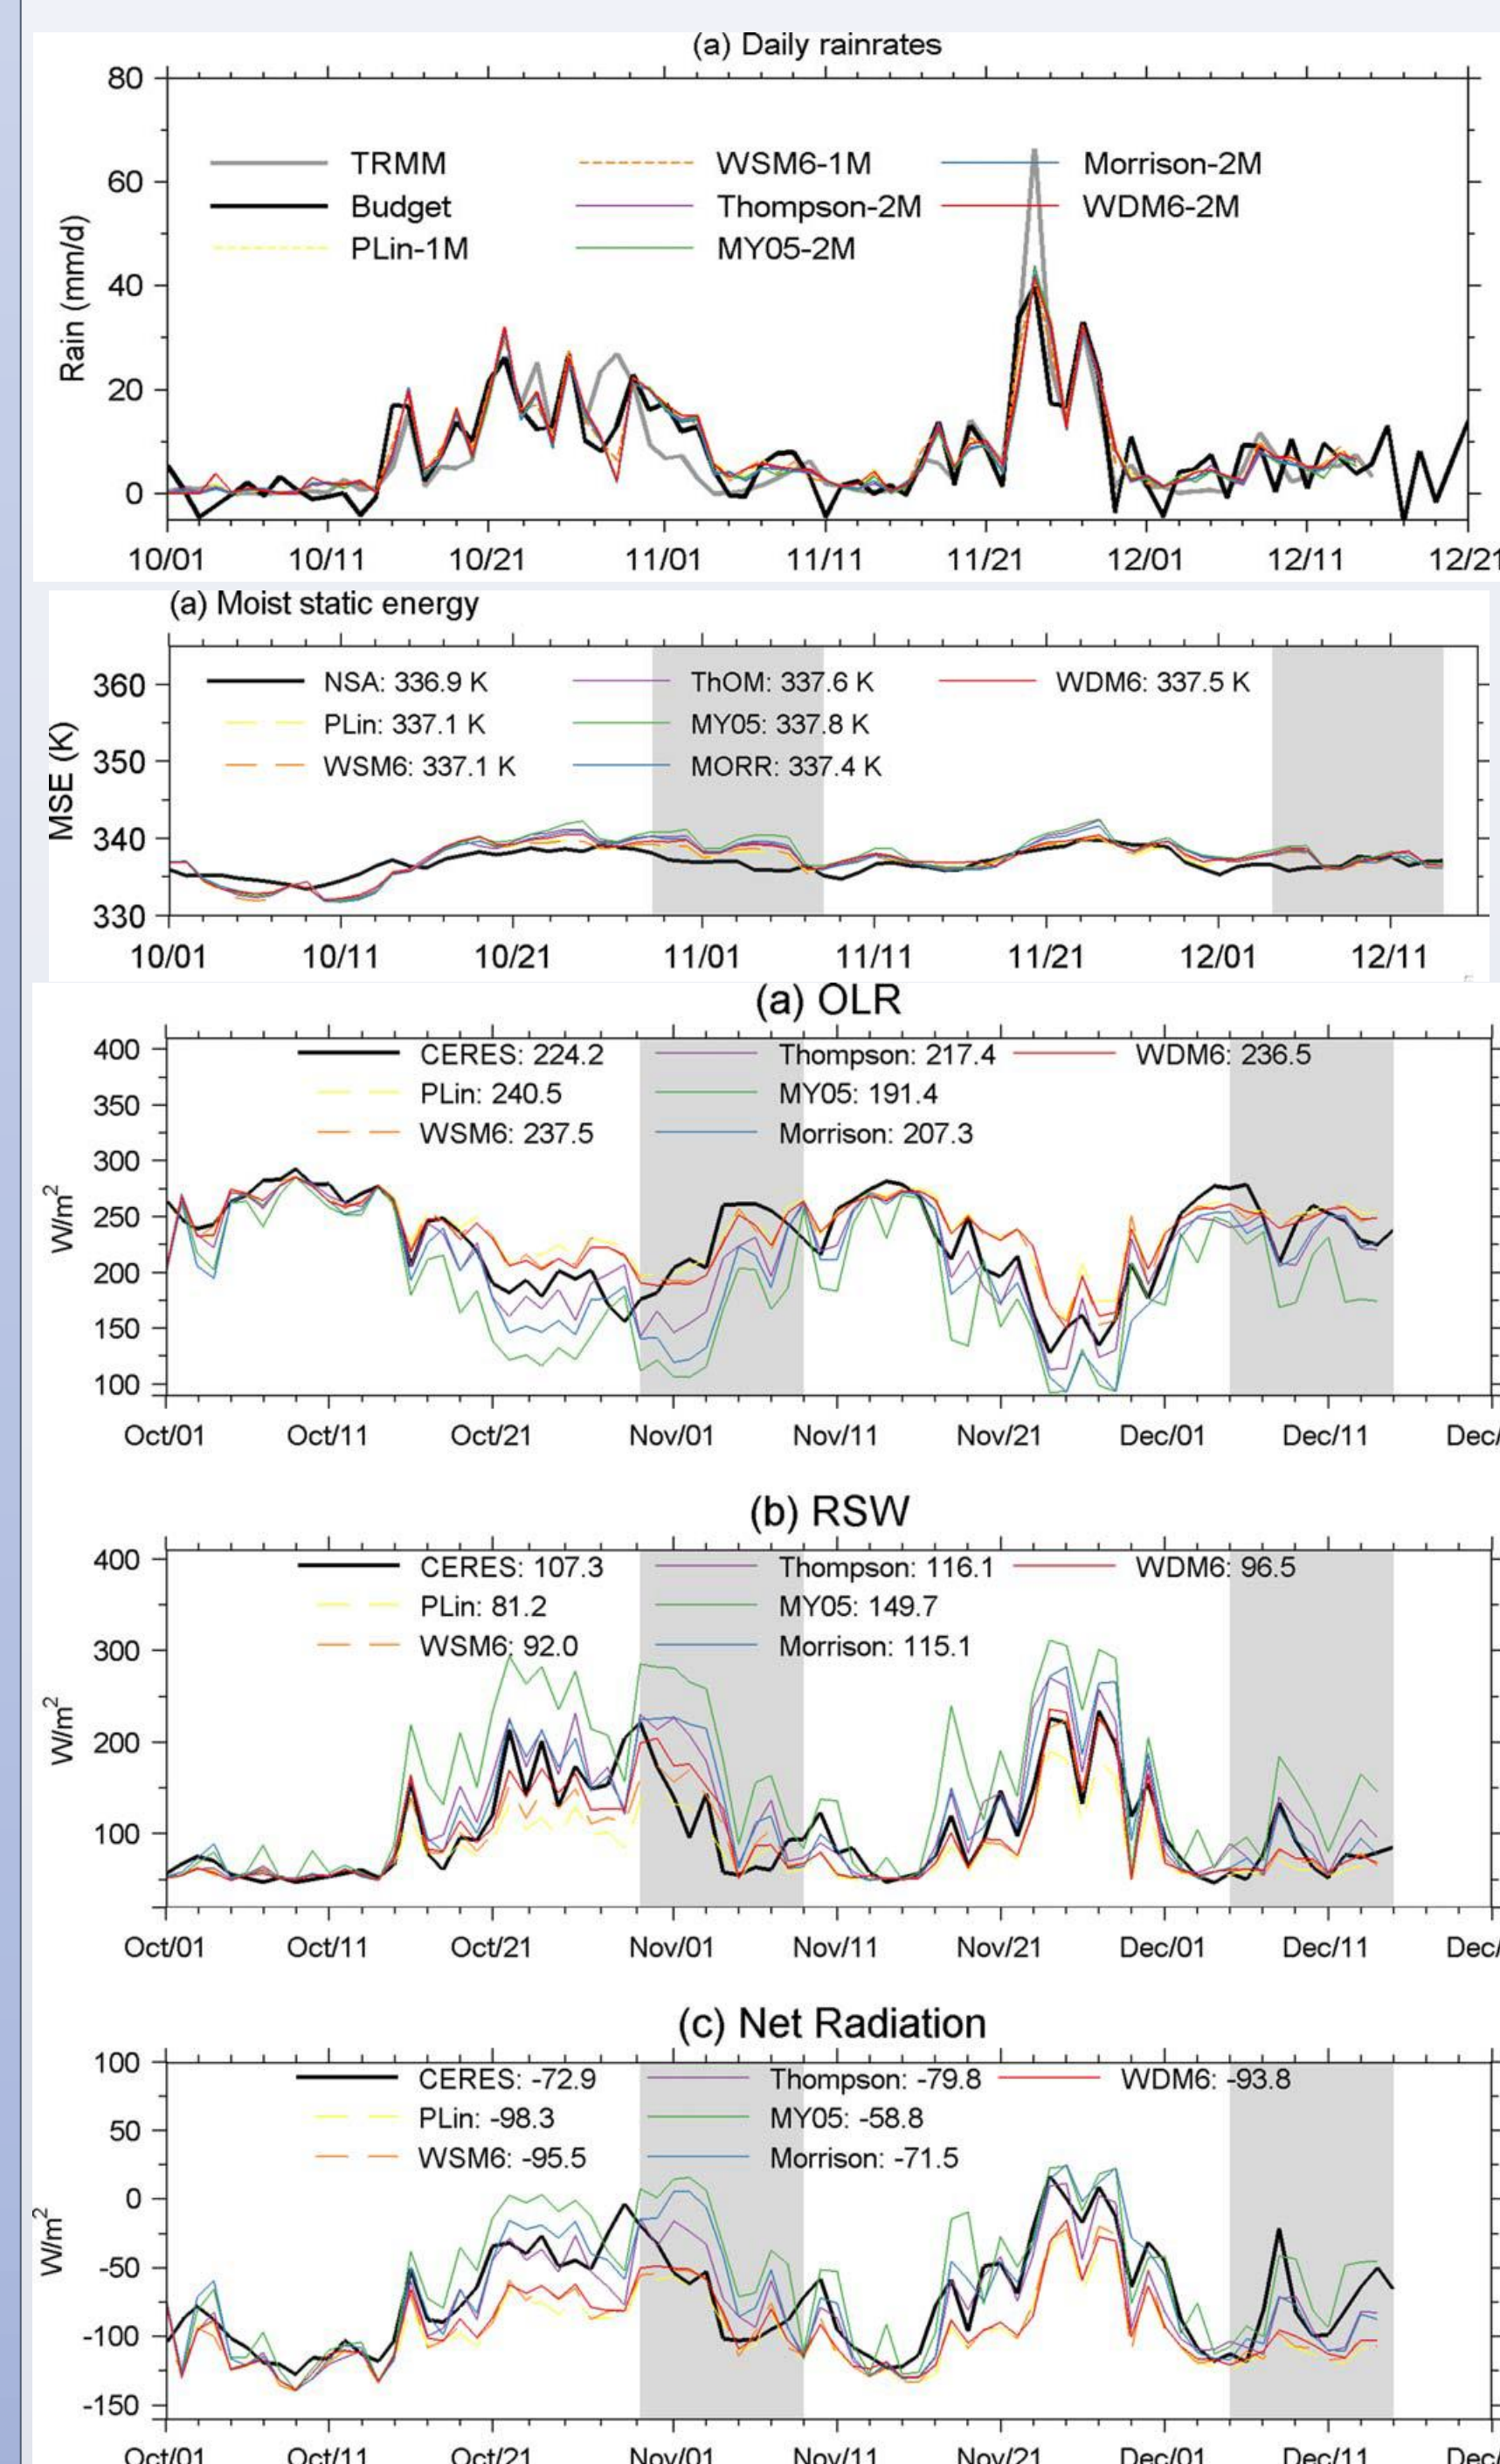 (a) Daily rainrates
80
60
40
20
0
Rain (mm/d)
TRMM WSM6-1M Morrison-2M
Budget Thompson-2M WDM6-2M
PLin-1M MY05-2M
10/01 10/11 10/21 11/01 11/11 11/21 12/01 12/11 12/21
(a) Moist static energy
360
350
340
330
MSE (K)
NSA: 336.9 K ThOM: 337.6 K WDM6: 337.5 K
PLin: 337.1 K MY05: 337.8 K
WSM6: 337.1 K MORR: 337.4 K
10/01 10/11 10/21 11/01 11/11 11/21 12/01 12/11
(a) OLR
400
350
300
250
200
150
100
W/m²
CERES: 224.2 Thompson: 217.4 WDM6: 236.5
PLin: 240.5 MY05: 191.4
WSM6: 237.5 Morrison: 207.3
Oct/01 Oct/11 Oct/21 Nov/01 Nov/11 Nov/21 Dec/01 Dec/11 Dec/
(b) RSW
400
300
200
100
W/m²
CERES: 107.3 Thompson: 116.1 WDM6: 96.5
PLin: 81.2 MY05: 149.7
WSM6: 92.0 Morrison: 115.1
Oct/01 Oct/11 Oct/21 Nov/01 Nov/11 Nov/21 Dec/01 Dec/11 Dec/
(c) Net Radiation
100
50
0
-50
-100
-150
W/m²
CERES: -72.9 Thompson: -79.8 WDM6: -93.8
PLin: -98.3 MY05: -58.8
WSM6: -95.5 Morrison: -71.5
Oct/01 Oct/11 Oct/21 Nov/01 Nov/11 Nov/21 Dec/01 Dec/11 Dec/